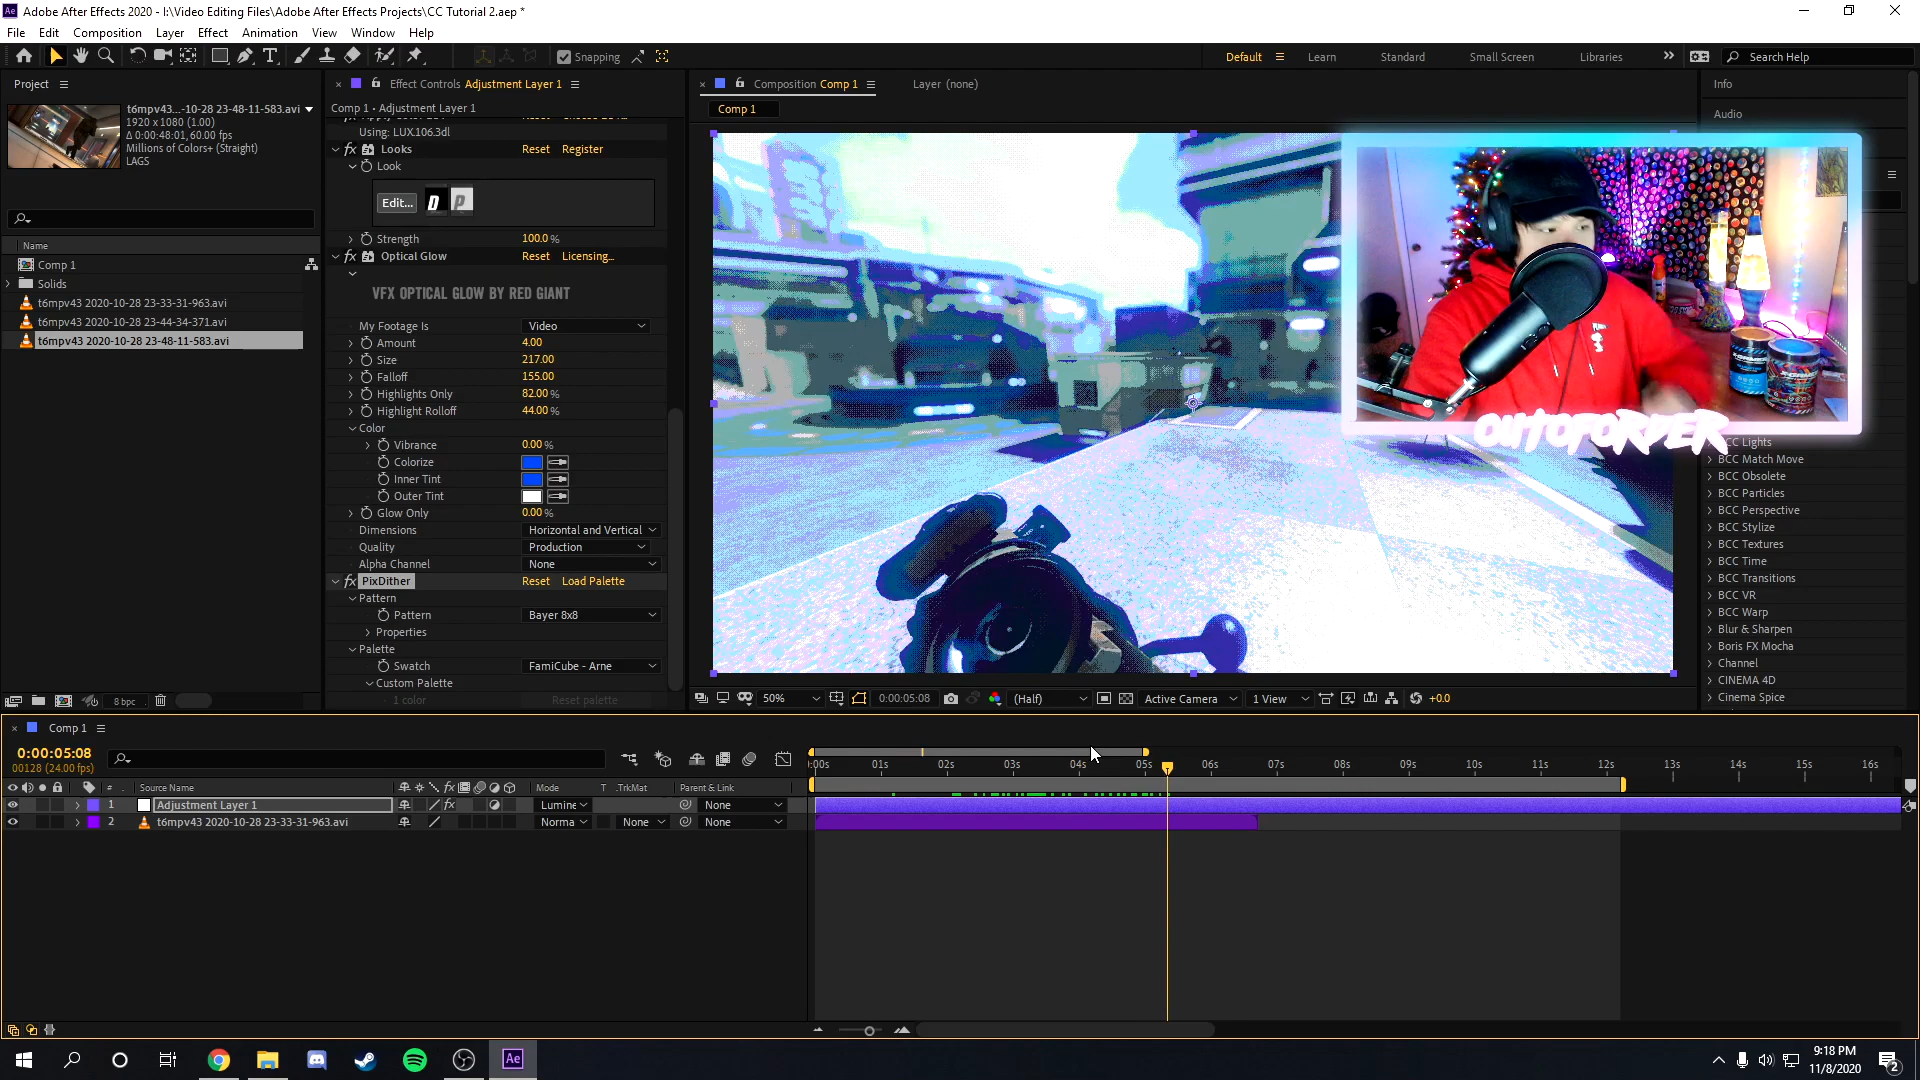 Adobe After Effects 2020 - I:\Video Editing Files\Adobe After Effects Projects\CC Tutorial 2.aep *
File Edit Composition Layer Effect Animation View Window Help
Snapping Default Learn Standard Small Screen Libraries Search Help
Project
t6mpv43...-10-28 23-48-11-583.avi
1920 x 1080 (1.00)
Δ 0:00:48:01, 60.00 fps
Millions of Colors+ (Straight)
LAGS
Name
Comp 1
Solids
t6mpv43 2020-10-28 23-33-31-963.avi
t6mpv43 2020-10-28 23-44-34-371.avi
t6mpv43 2020-10-28 23-48-11-583.avi
8 bpc
Effect Controls Adjustment Layer 1
Comp 1 • Adjustment Layer 1
Using: LUX.106.3dl
fx Looks Reset Register
Look
Edit... D P
Strength 100.0 %
fx Optical Glow Reset Licensing...
VFX OPTICAL GLOW BY RED GIANT
My Footage Is Video
Amount 4.00
Size 217.00
Falloff 155.00
Highlights Only 82.00 %
Highlight Rolloff 44.00 %
Color
Vibrance 0.00 %
Colorize
Inner Tint
Outer Tint
Glow Only 0.00 %
Dimensions Horizontal and Vertical
Quality Production
Alpha Channel None
fx PixDither Reset Load Palette
Pattern
Pattern Bayer 8x8
Properties
Palette
Swatch FamiCube - Arne
Custom Palette
1 color Reset palette
Composition Comp 1 Layer (none)
Comp 1
OUTOFORDER
50% 0:00:05:08 (Half) Active Camera 1 View +0.0
Info
Audio
BCC Lights
BCC Match Move
BCC Obsolete
BCC Particles
BCC Perspective
BCC Stylize
BCC Textures
BCC Time
BCC Transitions
BCC VR
BCC Warp
Blur & Sharpen
Boris FX Mocha
Channel
CINEMA 4D
Cinema Spice
Comp 1
0:00:05:08
00128 (24.00 fps)
:00s 01s 02s 03s 04s 05s 06s 07s 08s 09s 10s 11s 12s 13s 14s 15s 16s
# Source Name fx Mode T .TrkMat Parent & Link
1 Adjustment Layer 1 fx Lumine None
2 t6mpv43 2020-10-28 23-33-31-963.avi Norma None None
Ae
9:18 PM
11/8/2020
2